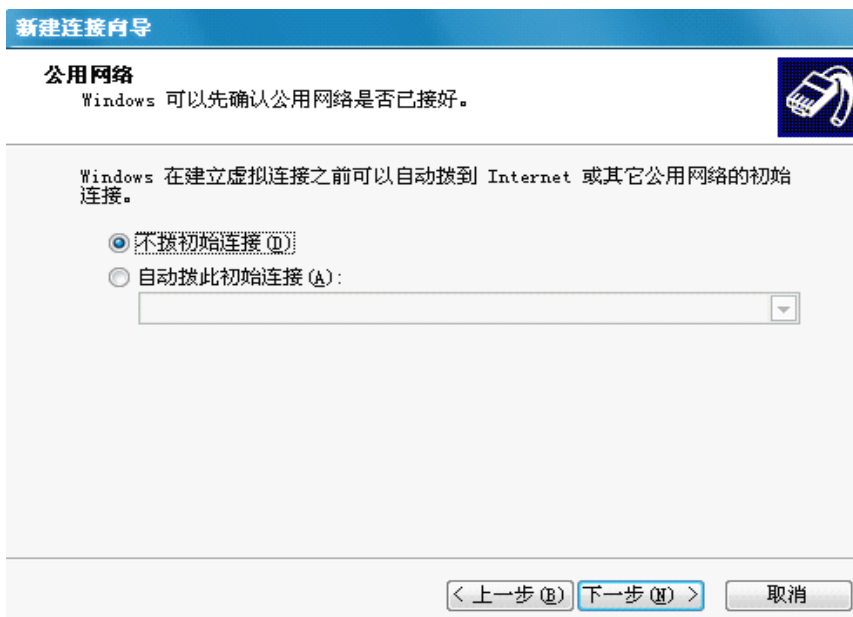 新建连接向导
公用网络
Windows 可以先确认公用网络是否已接好。
Windows 在建立虚拟连接之前可以自动拨到 Internet 或其它公用网络的初始
连接。
不拨初始连接(D)
自动拨此初始连接(A):
< 上一步(B) 下一步(N) > 取消